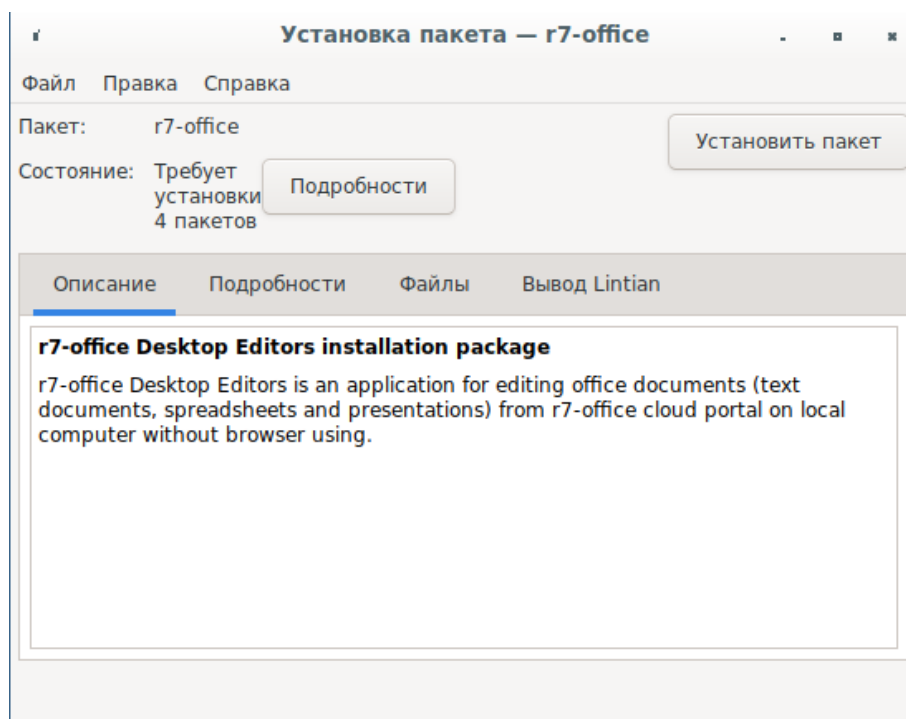 Установка пакета — r7-office
Файл Правка Справка
Пакет: r7-office
Установить пакет
Состояние: Требует
установки
4 пакетов
Подробности
Описание Подробности Файлы Вывод Lintian
r7-office Desktop Editors installation package
r7-office Desktop Editors is an application for editing office documents (text
documents, spreadsheets and presentations) from r7-office cloud portal on local
computer without browser using.